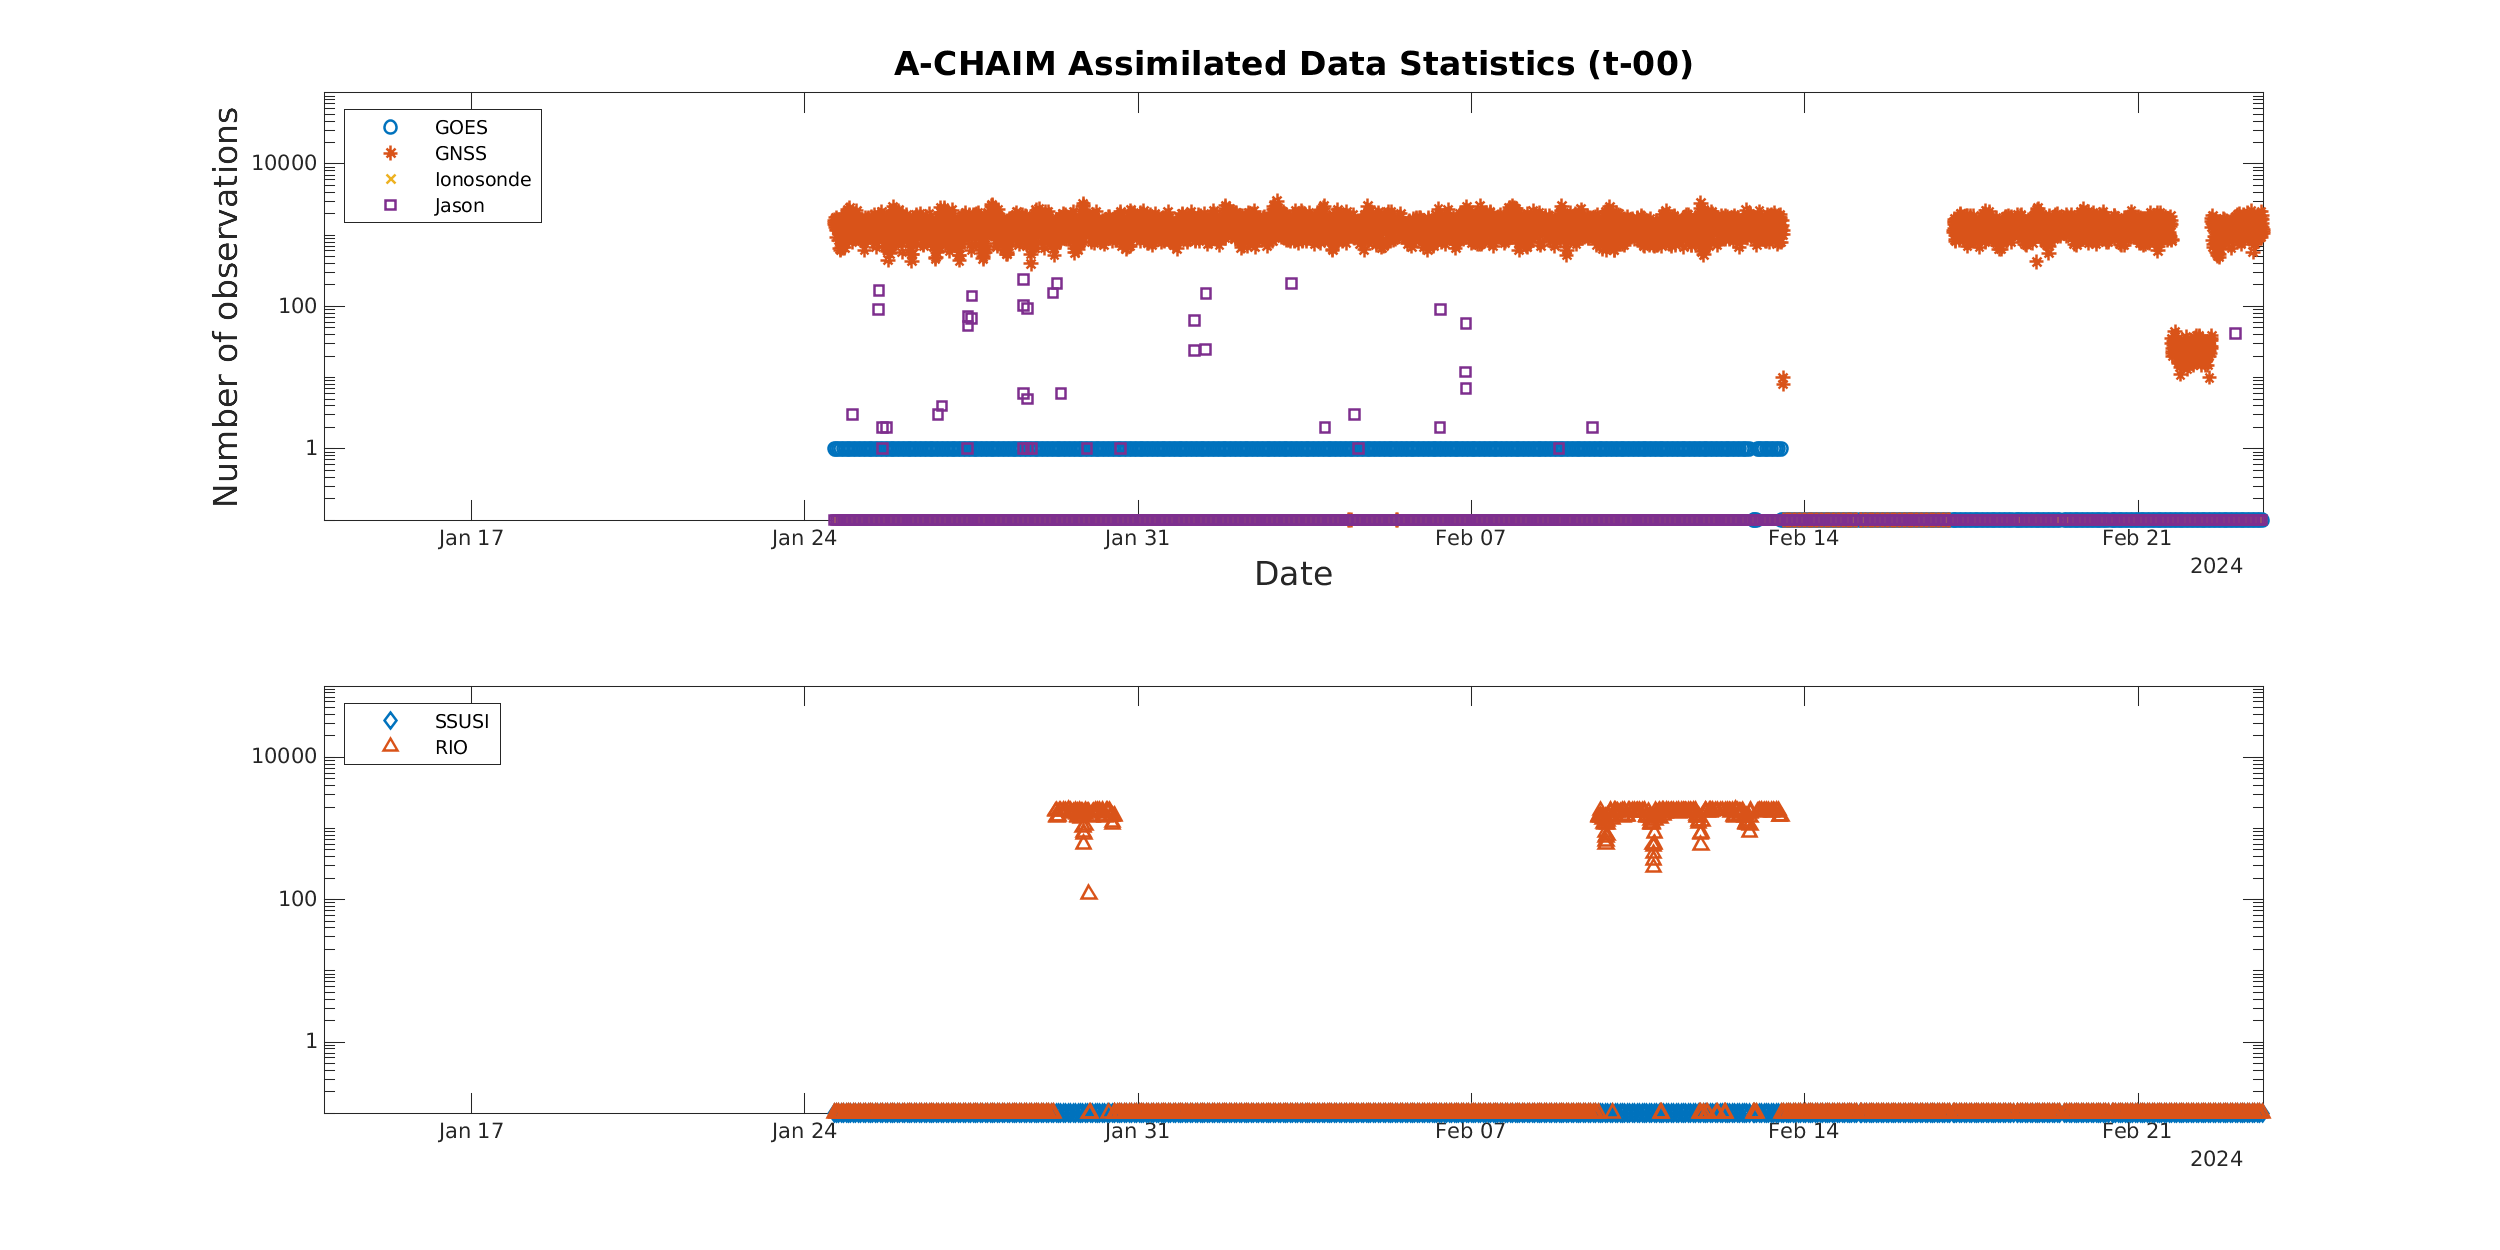 A-CHAIM Assimilated Data Statistics (t-00)
Number of observations
10000
100
1
GOES
GNSS
Ionosonde
Jason
Jan 17 Jan 24 Jan 31 Feb 07 Feb 14 Feb 21
2024
Date
10000
100
1
SSUSI
RIO
Jan 17 Jan 24 Jan 31 Feb 07 Feb 14 Feb 21
2024